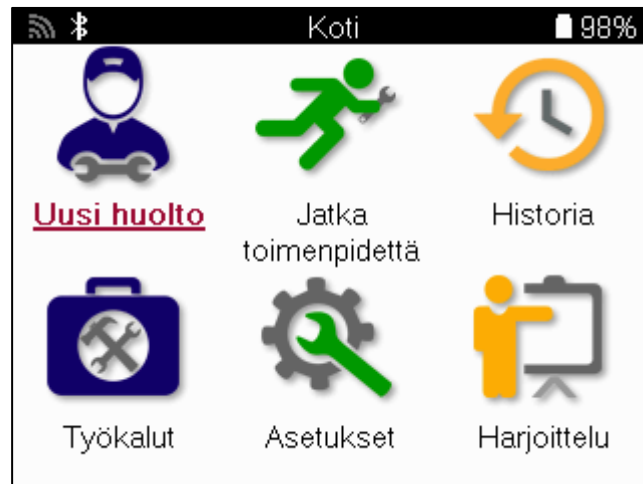 Koti 98%
Uusi huolto
Jatka
toimenpidettä
Historia
Työkalut
Asetukset
Harjoittelu